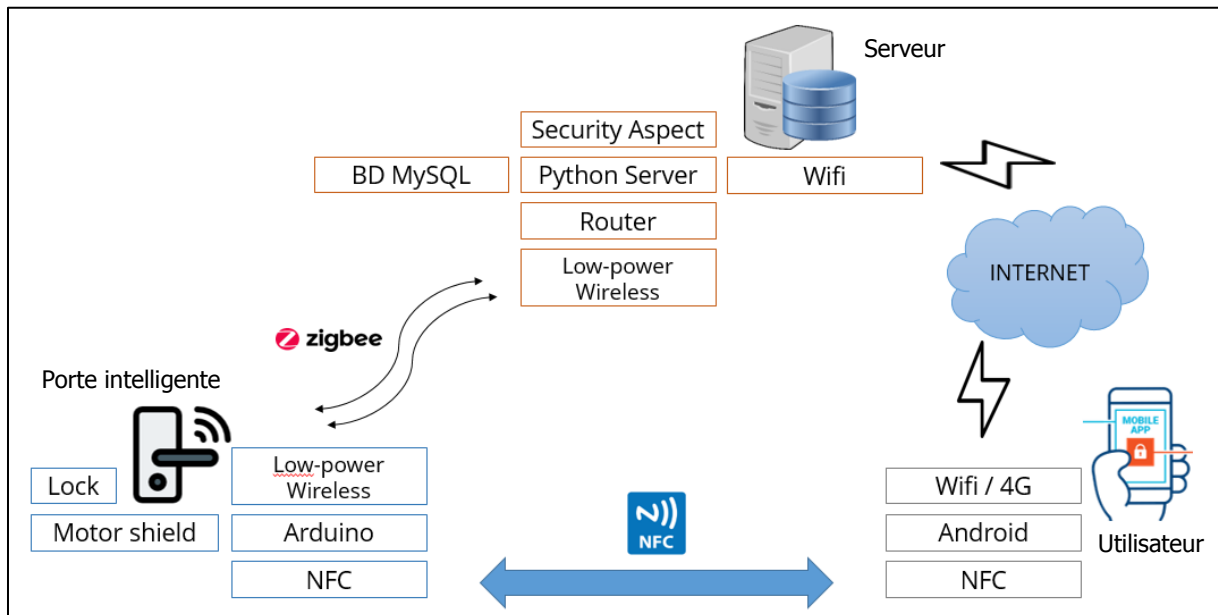 Serveur
Security Aspect
BD MySQL
Python Server
Wifi
Router
Low-power
Wireless
INTERNET
zigbee
Porte intelligente
MOBILE
APP
Low-power
Wireless
Lock
Wifi / 4G
Motor shield
Arduino
NFC
Android
Utilisateur
NFC
NFC